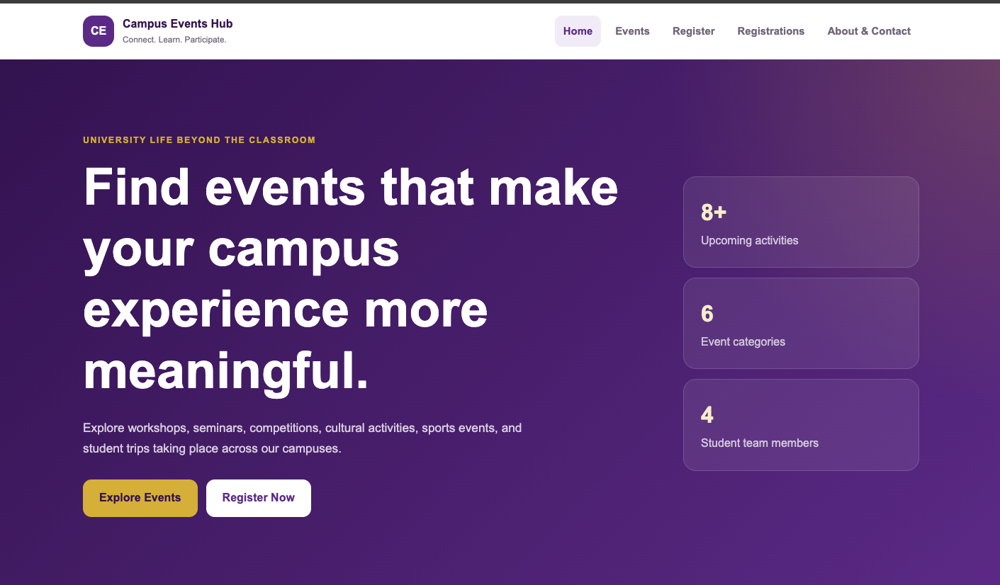 CE
Campus Events Hub
Connect. Learn. Participate.
Home
Events
Register
Registrations
About & Contact
UNIVERSITY LIFE BEYOND THE CLASSROOM
Find events that make
your campus
experience more
meaningful.
Explore workshops, seminars, competitions, cultural activities, sports events, and
student trips taking place across our campuses.
Explore Events
Register Now
8+
Upcoming activities
6
Event categories
4
Student team members